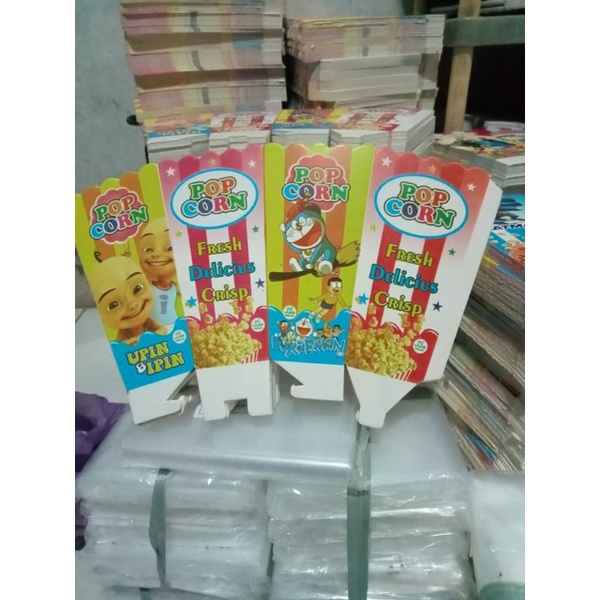 POP
CORN
UPIN
&
IPIN
POP
CORN
FRESH
DELICIUS
CRISP
POP
CORN
DORAEMON
POP
CORN
FRESH
DELICIUS
CRISP